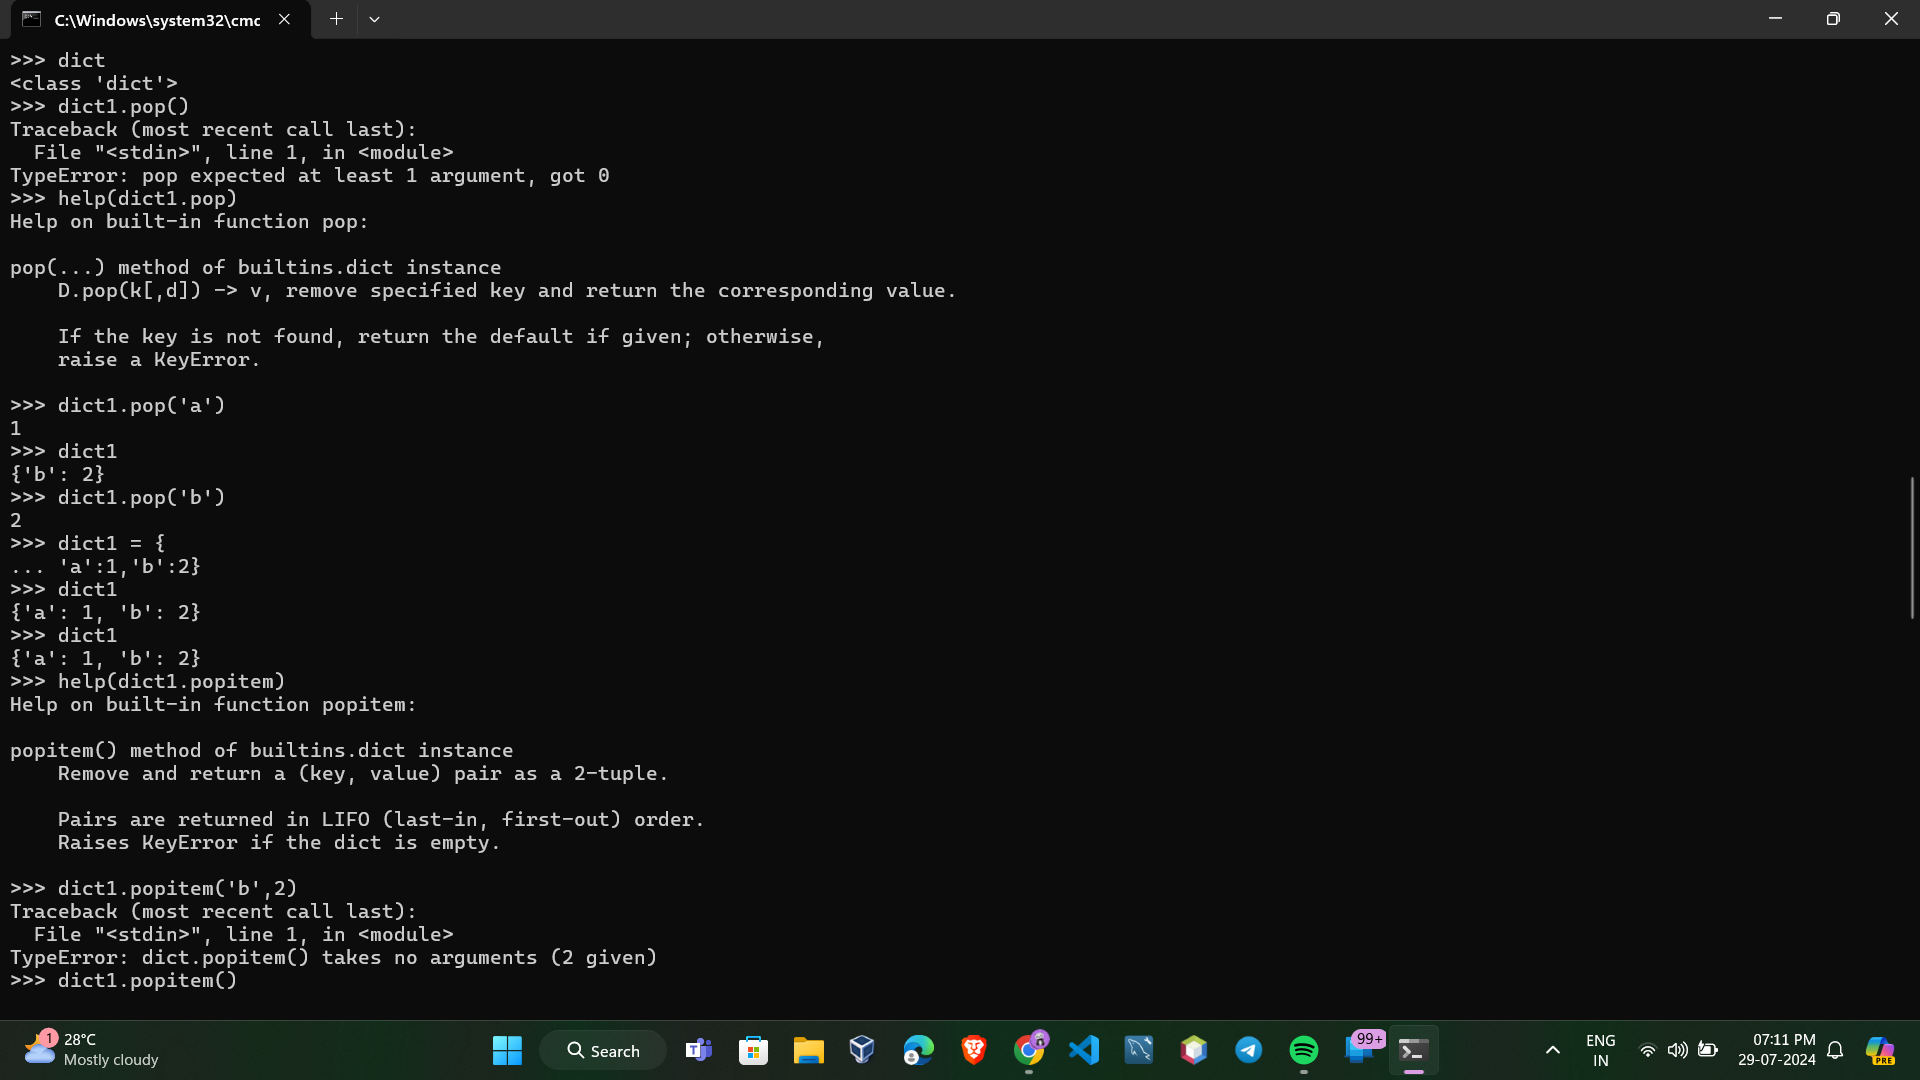 C:\Windows\system32\cmc
>>> dict
<class 'dict'>
>>> dict1.pop()
Traceback (most recent call last):
  File "<stdin>", line 1, in <module>
TypeError: pop expected at least 1 argument, got 0
>>> help(dict1.pop)
Help on built-in function pop:

pop(...) method of builtins.dict instance
    D.pop(k[,d]) -> v, remove specified key and return the corresponding value.

    If the key is not found, return the default if given; otherwise,
    raise a KeyError.

>>> dict1.pop('a')
1
>>> dict1
{'b': 2}
>>> dict1.pop('b')
2
>>> dict1 = {
... 'a':1,'b':2}
>>> dict1
{'a': 1, 'b': 2}
>>> dict1
{'a': 1, 'b': 2}
>>> help(dict1.popitem)
Help on built-in function popitem:

popitem() method of builtins.dict instance
    Remove and return a (key, value) pair as a 2-tuple.

    Pairs are returned in LIFO (last-in, first-out) order.
    Raises KeyError if the dict is empty.

>>> dict1.popitem('b',2)
Traceback (most recent call last):
  File "<stdin>", line 1, in <module>
TypeError: dict.popitem() takes no arguments (2 given)
>>> dict1.popitem()
1
28°C
Mostly cloudy
Search
99+
ENG
IN
07:11 PM
29-07-2024
PRE